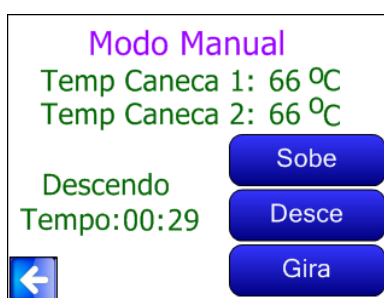 Modo Manual
Temp Caneca 1: 66 ºC
Temp Caneca 2: 66 ºC
Sobe
Descendo
Desce
Tempo:00:29
Gira